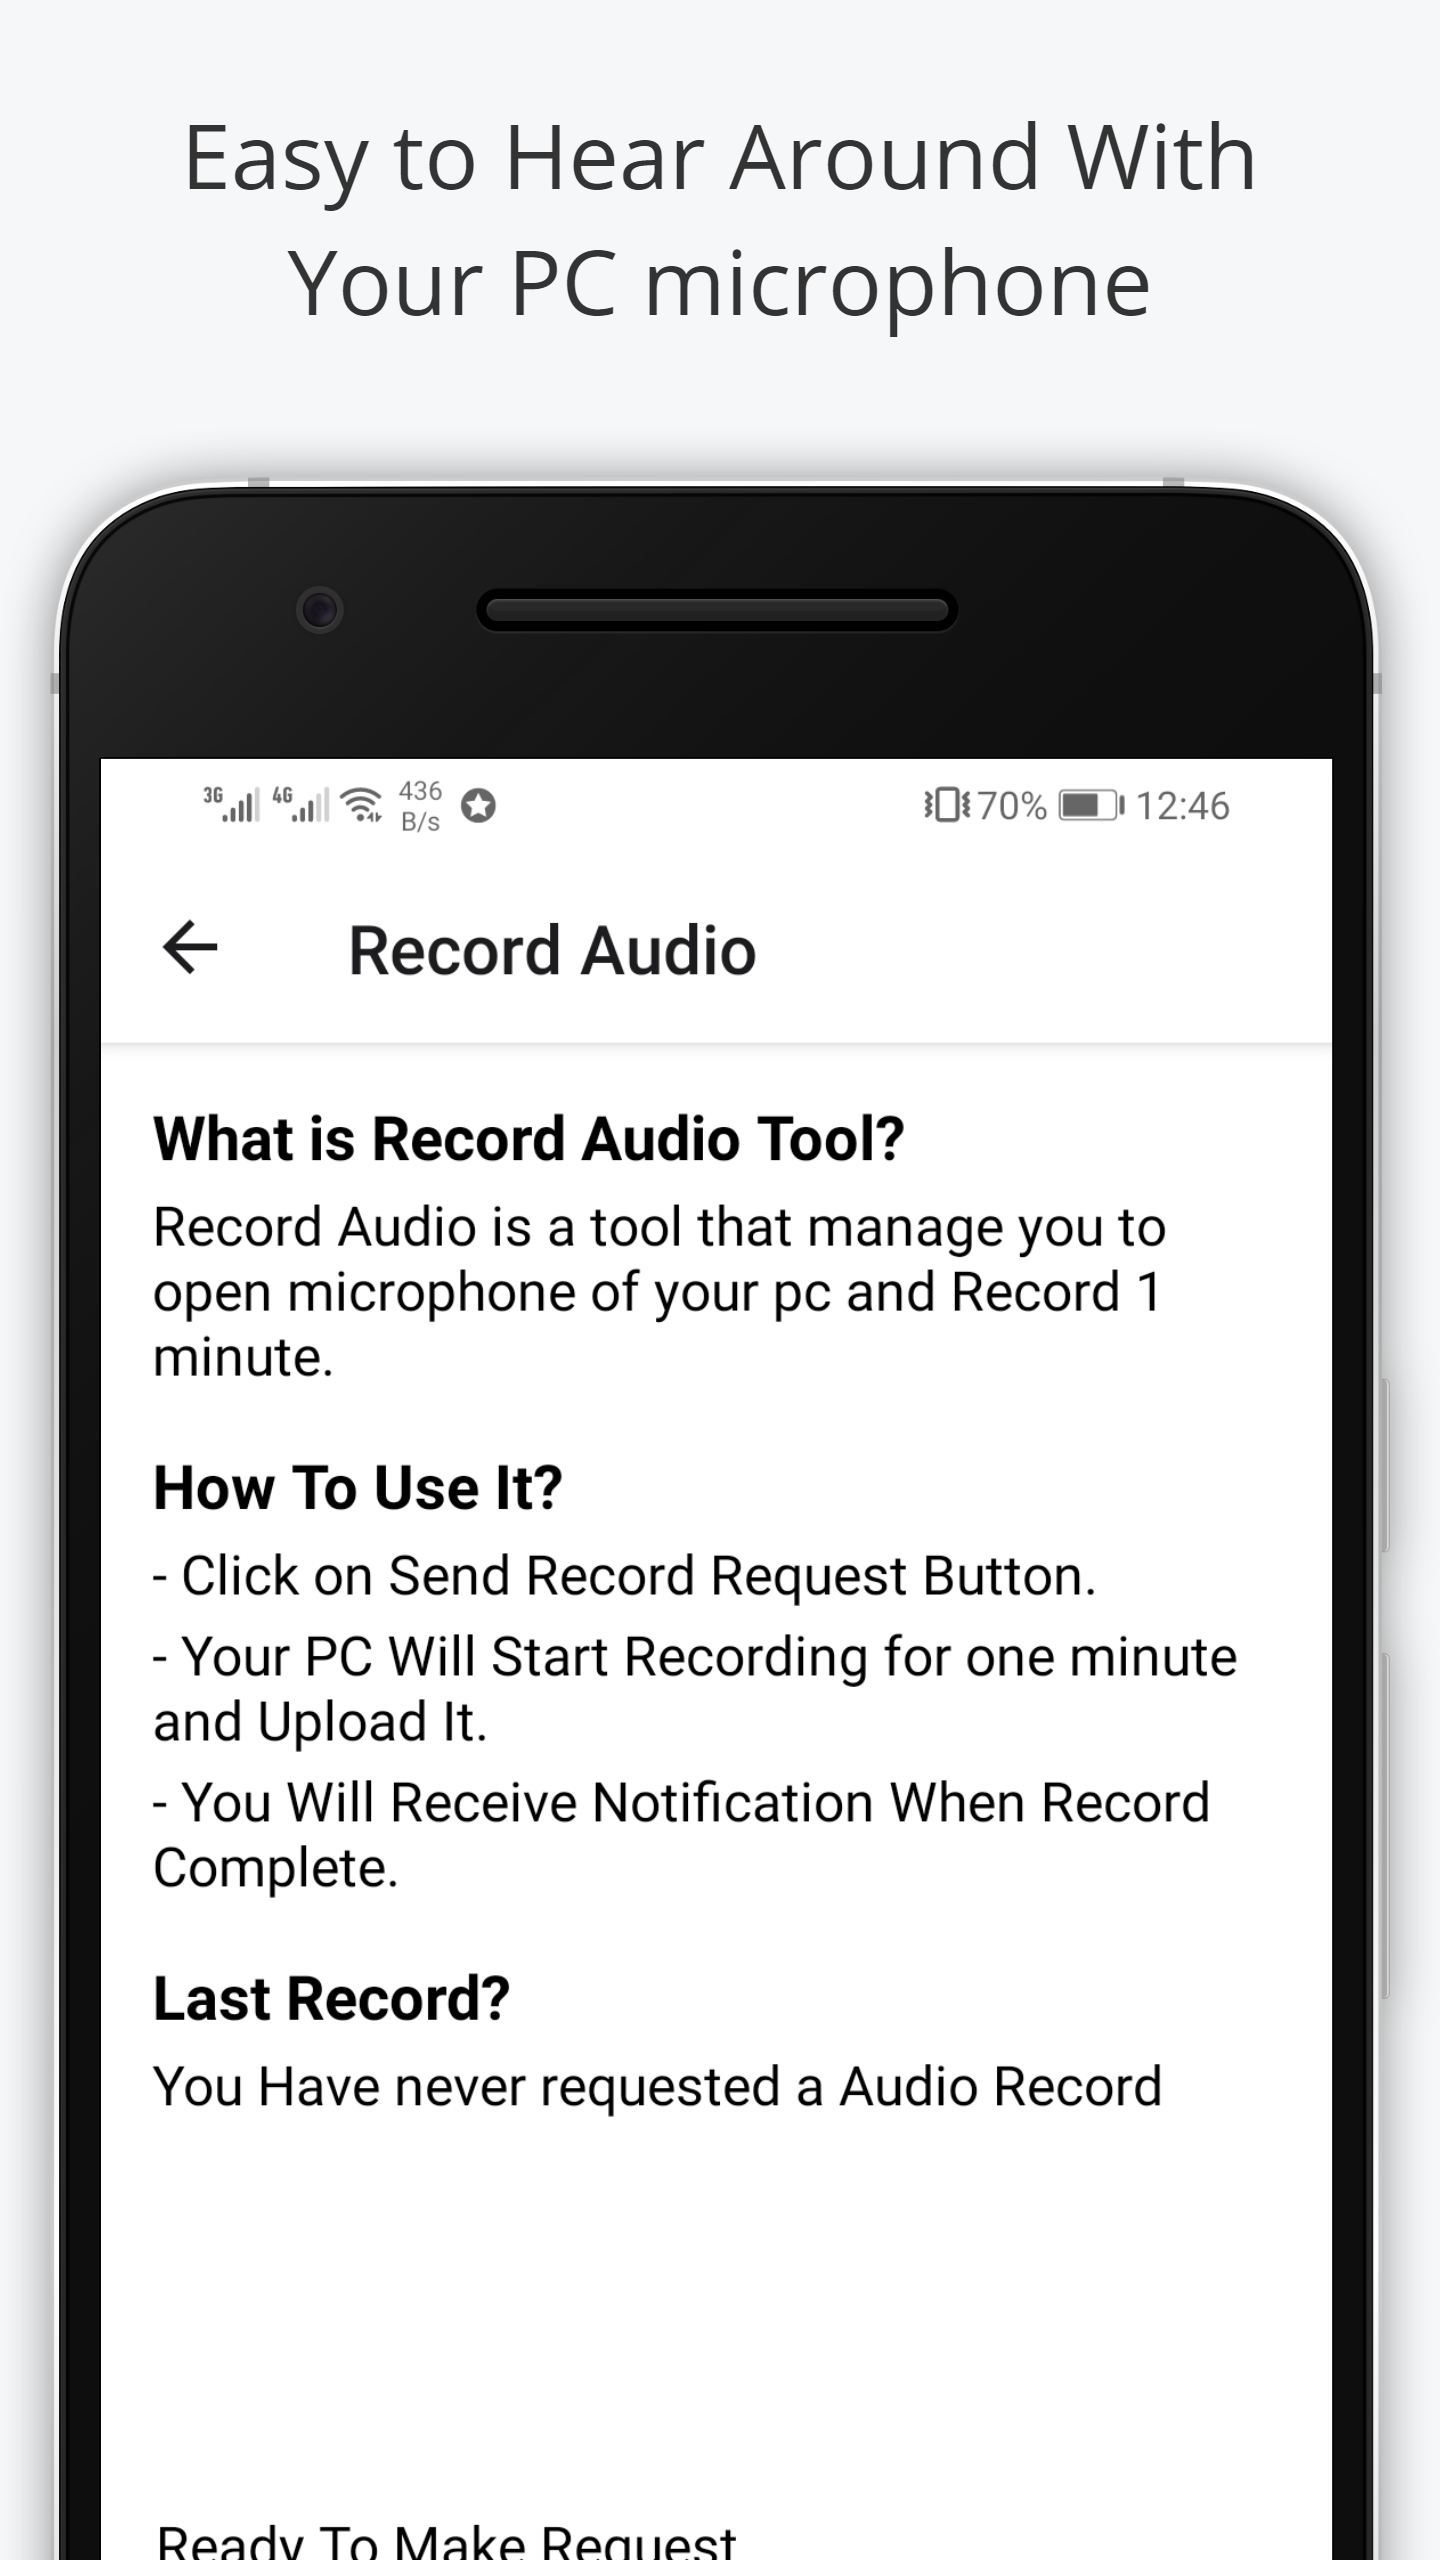 Easy to Hear Around With
Your PC microphone
3G 4G 436 B/s 70% 12:46
Record Audio
What is Record Audio Tool?
Record Audio is a tool that manage you to
open microphone of your pc and Record 1
minute.
How To Use It?
- Click on Send Record Request Button.
- Your PC Will Start Recording for one minute
and Upload It.
- You Will Receive Notification When Record
Complete.
Last Record?
You Have never requested a Audio Record
Ready To Make Request